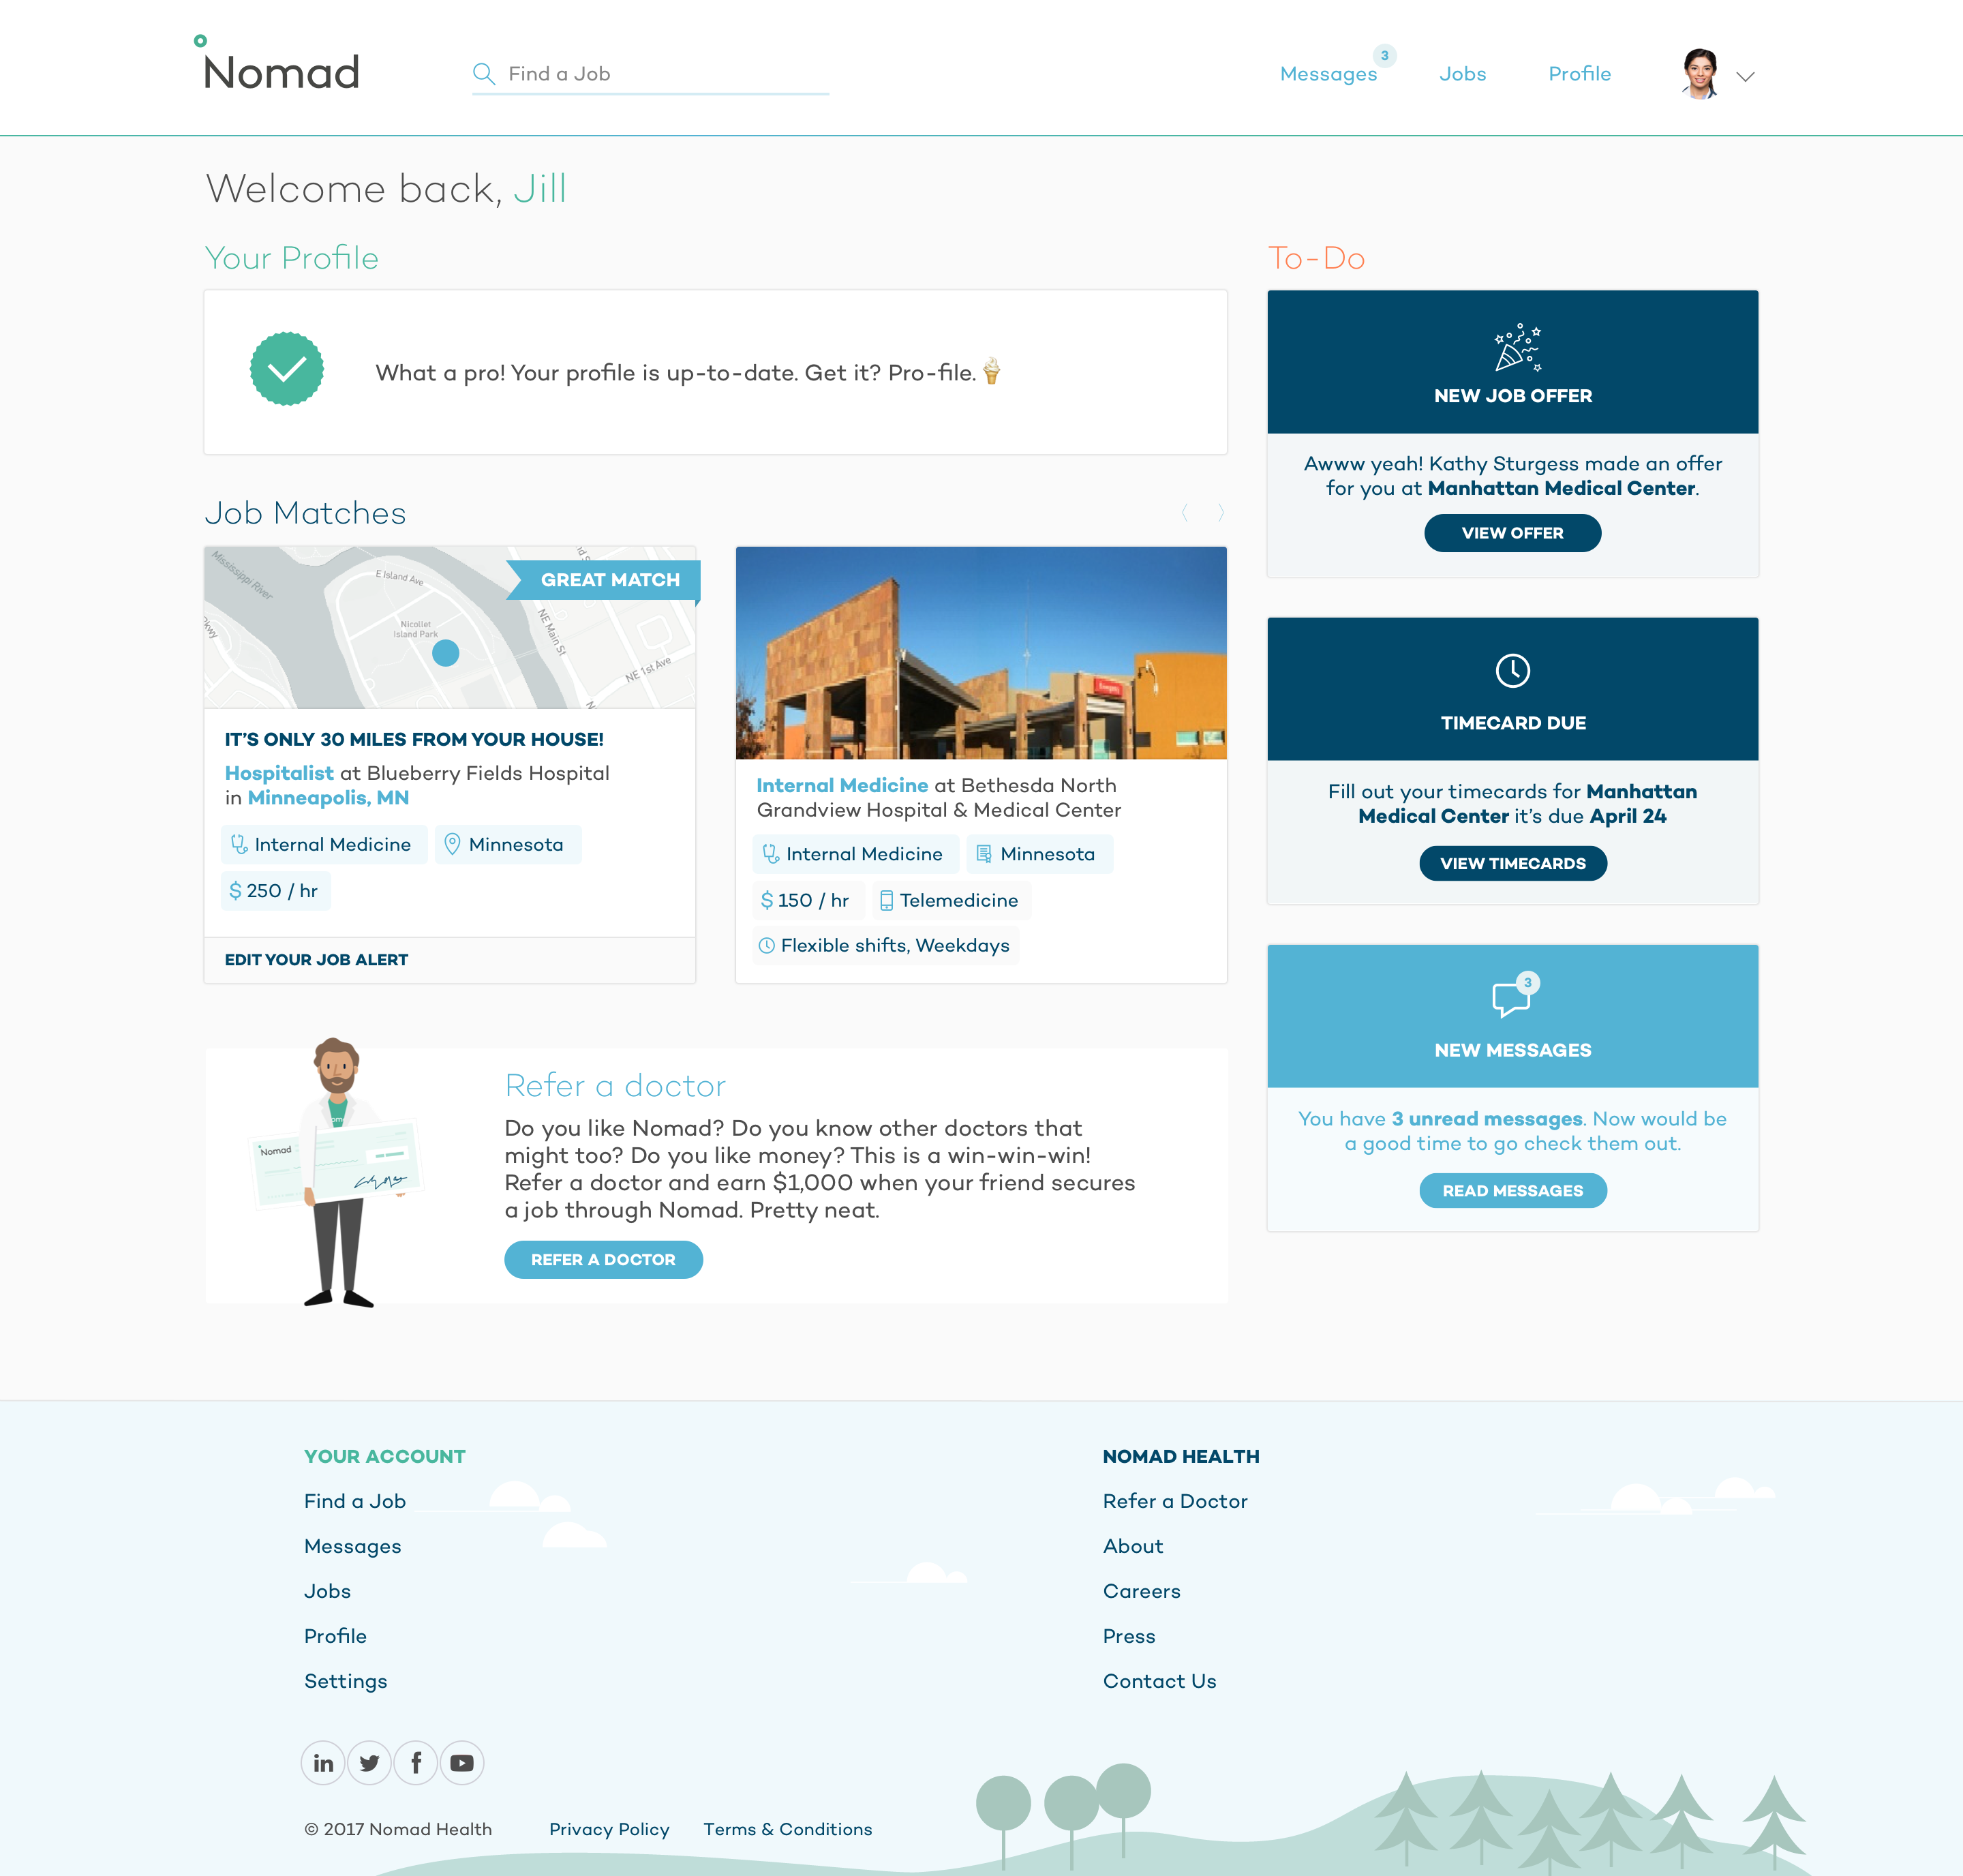 Nomad
Find a Job
Messages
3
Jobs
Profile
Welcome back, Jill
Your Profile
What a pro! Your profile is up-to-date. Get it? Pro-file.
To-Do
NEW JOB OFFER
Awww yeah! Kathy Sturgess made an offer
for you at Manhattan Medical Center.
VIEW OFFER
Job Matches
Mississippi River
E Island Ave
Nicollet
Island Park
NE Main St
NE 1st Ave
GREAT MATCH
IT’S ONLY 30 MILES FROM YOUR HOUSE!
Hospitalist at Blueberry Fields Hospital
in Minneapolis, MN
Internal Medicine
Minnesota
$ 250 / hr
EDIT YOUR JOB ALERT
Emergency
Internal Medicine at Bethesda North
Grandview Hospital & Medical Center
Internal Medicine
Minnesota
$ 150 / hr
Telemedicine
Flexible shifts, Weekdays
TIMECARD DUE
Fill out your timecards for Manhattan
Medical Center it’s due April 24
VIEW TIMECARDS
3
NEW MESSAGES
You have 3 unread messages. Now would be
a good time to go check them out.
READ MESSAGES
Nomad
Refer a doctor
Do you like Nomad? Do you know other doctors that
might too? Do you like money? This is a win-win-win!
Refer a doctor and earn $1,000 when your friend secures
a job through Nomad. Pretty neat.
REFER A DOCTOR
YOUR ACCOUNT
Find a Job
Messages
Jobs
Profile
Settings
NOMAD HEALTH
Refer a Doctor
About
Careers
Press
Contact Us
in
f
© 2017 Nomad Health
Privacy Policy
Terms & Conditions